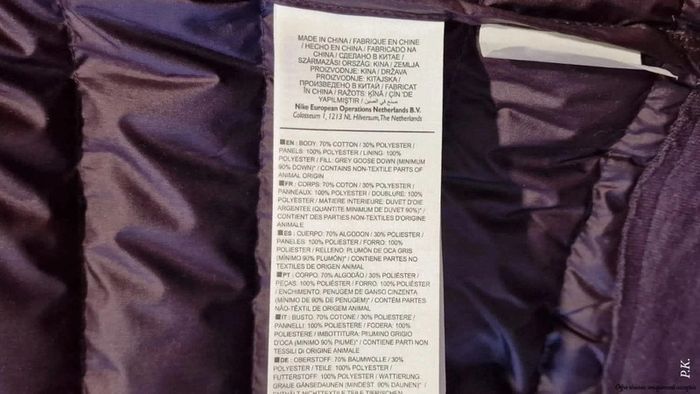 MADE IN CHINA / FABRIQUE EN CHINE
/ HECHO EN CHINA / FABRICADO NA
CHINA / СДЕЛАНО В КИТАЕ /
SZÁRMAZÁSI ORSZÁG: KÍNA / ZEMLJA
PROIZVODNJE: KINA / DRŽAVA
PROIZVODNJE: KITAJSKA /
ПРОИЗВЕДЕНО В КИТАЙ / FABRICAT
ÎN CHINA / RAŽOTS: ĶĪNĀ / ÇİN 'DE
YAPILMIŞTIR / صنع في الصين
Nike European Operations Netherlands B.V.
Colosseum 1, 1213 NL Hilversum, The Netherlands
EN : BODY: 70% COTTON / 30% POLYESTER /
PANELS: 100% POLYESTER / LINING: 100%
POLYESTER / FILL: GREY GOOSE DOWN (MINIMUM
90% DOWN)* / CONTAINS NON-TEXTILE PARTS OF
ANIMAL ORIGIN
FR : CORPS: 70% COTON / 30% POLYESTER /
PANNEAUX: 100% POLYESTER / DOUBLURE: 100%
POLYESTER / MATIERE INTERIEURE: DUVET D'OIE
ARGENTEE (QUANTITE MINIMUM DE DUVET 90%)* /
CONTIENT DES PARTIES NON-TEXTILES D'ORIGINE
ANIMALE
ES : CUERPO: 70% ALGODON / 30% POLIESTER /
PANELES: 100% POLIESTER / FORRO: 100%
POLIESTER / RELLENO: PLUMÓN DE OCA GRIS
(MÍNIMO 90% PLUMÓN)* / CONTIENE PARTES NO
TEXTILES DE ORIGEN ANIMAL
PT : CORPO: 70% ALGODÃO / 30% POLIÉSTER /
PEÇAS: 100% POLIÉSTER / FORRO: 100% POLIÉSTER
/ ENCHIMENTO: PENUGEM DE GANSO CINZENTA
(MÍNIMO DE 90% DE PENUGEM)* / CONTÉM PARTES
NÃO-TÊXTIL DE ORIGEM ANIMAL
IT : BUSTO: 70% COTONE / 30% POLIESTERE /
PANNELLI: 100% POLIESTERE / FODERA: 100%
POLIESTERE / IMBOTTITURA: PIUMINO GRIGIO
D'OCA (MINIMO 90% PIUMA)* / CONTIENE PARTI NON
TESSILI DI ORIGINE ANIMALE
DE : OBERSTOFF: 70% BAUMWOLLE / 30%
POLYESTER / TEILE: 100% POLYESTER /
FUTTERSTOFF: 100% POLYESTER / WATTIERUNG:
GRAUE GÄNSEDAUNEN (MINDEST 90% DAUNEN)* /
ENTHÄLT NICHTTEXTILE TEILE TIERISCHEN
P.K.